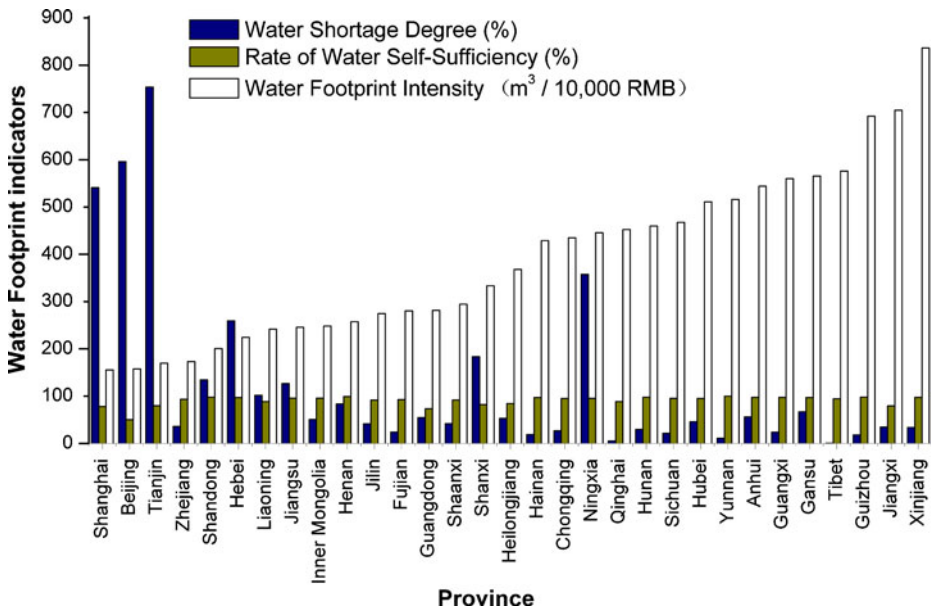 900
800
700
600
500
400
300
200
100
0
Water Footprint indicators
Water Shortage Degree (%)
Rate of Water Self-Sufficiency (%)
Water Footprint Intensity （m³ / 10,000 RMB）
Shanghai
Beijing
Tianjin
Zhejiang
Shandong
Hebei
Liaoning
Jiangsu
Inner Mongolia
Henan
Jilin
Fujian
Guangdong
Shaanxi
Shanxi
Heilongjiang
Hainan
Chongqing
Ningxia
Qinghai
Hunan
Sichuan
Hubei
Yunnan
Anhui
Guangxi
Gansu
Tibet
Guizhou
Jiangxi
Xinjiang
Province